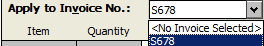 Apply to Invoice No.: S678
<No Invoice Selected>
Item Quantity S678